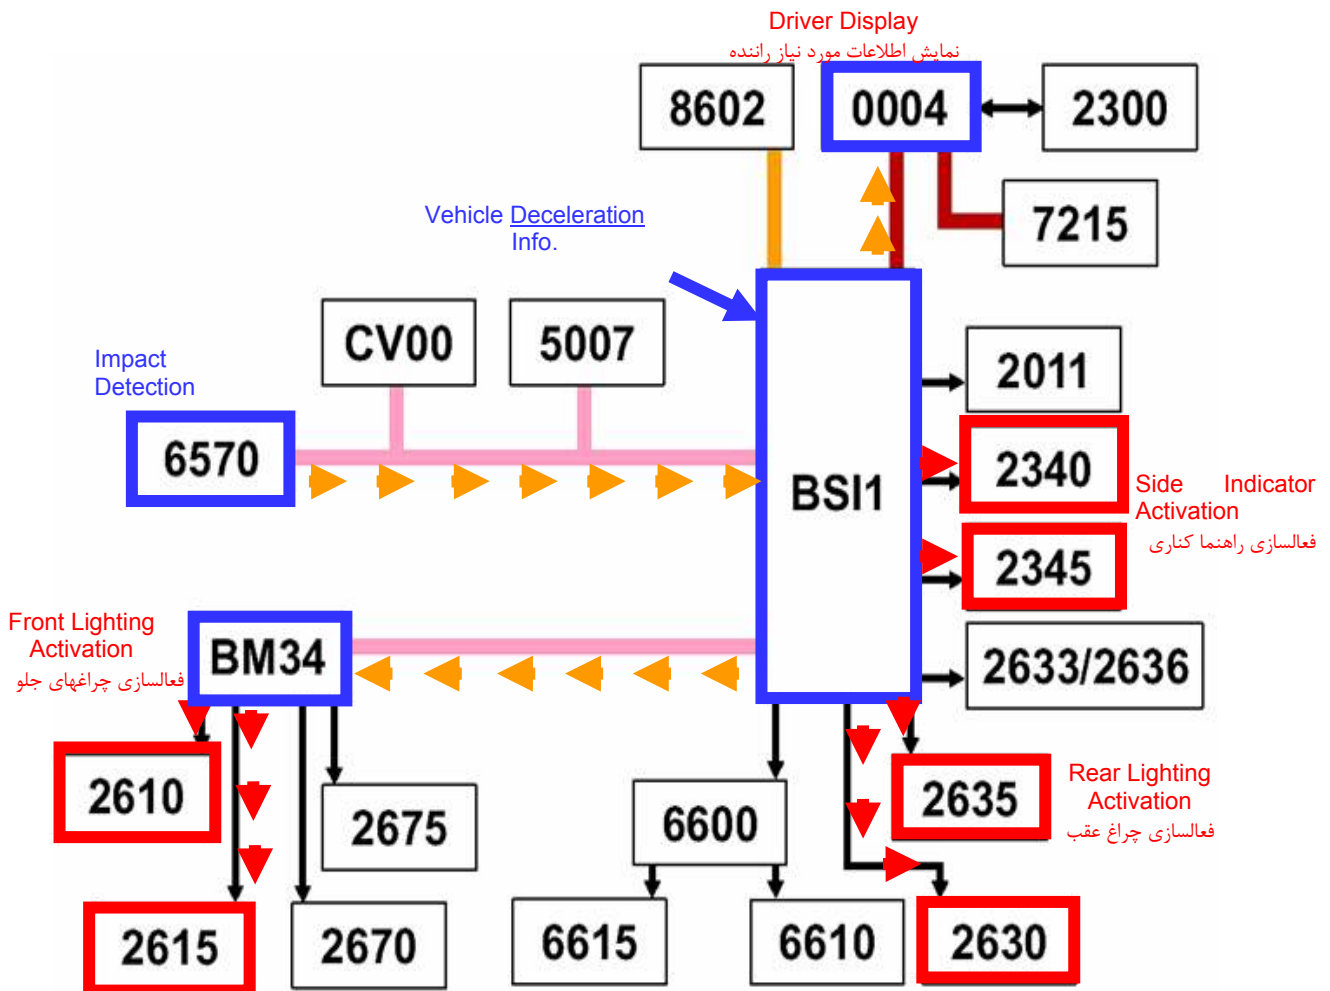 Driver Display
نمایش اطلاعات مورد نیاز راننده
8602
0004
2300
7215
Vehicle Deceleration
Info.
CV00
5007
2011
Impact
Detection
6570
BSI1
2340
Side Indicator
Activation
فعالسازی راهنما کناری
2345
Front Lighting
Activation
فعالسازی چراغهای جلو
BM34
2633/2636
2610
2675
6600
2635
Rear Lighting
Activation
فعالسازی چراغ عقب
2615
2670
6615
6610
2630